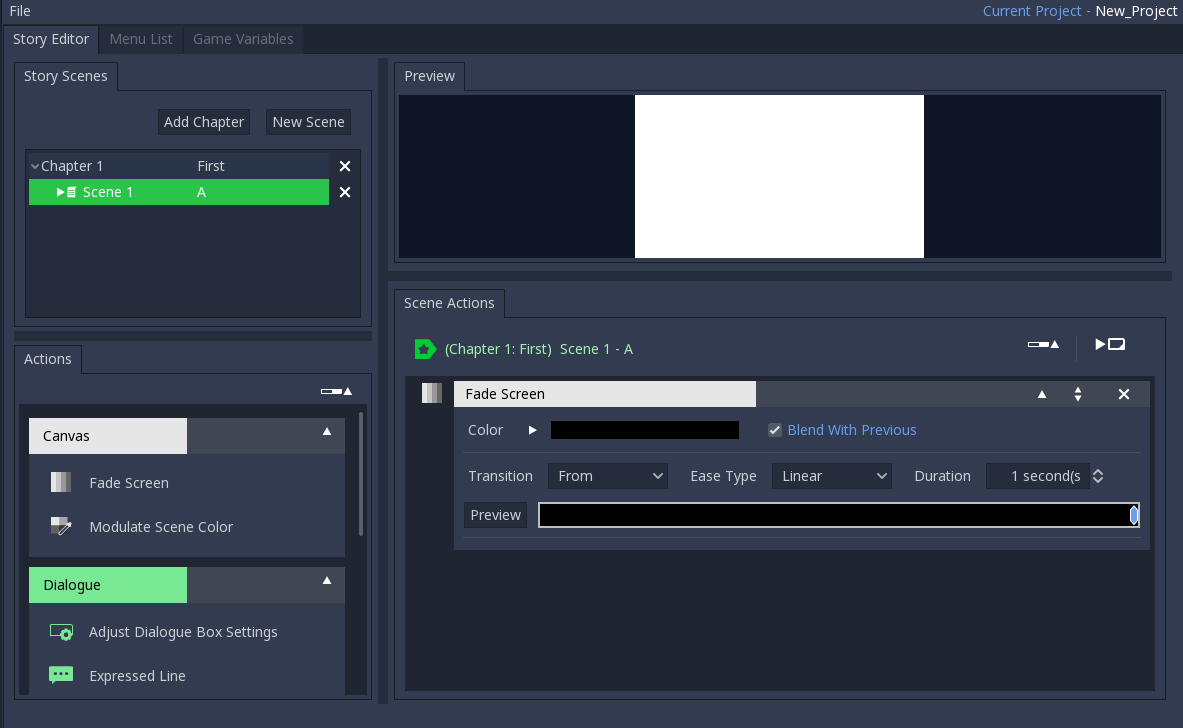 File
Current Project - New_Project
Story Editor
Menu List
Game Variables
Story Scenes
Add Chapter
New Scene
Chapter 1 First
Scene 1 A
Actions
Canvas
Fade Screen
Modulate Scene Color
Dialogue
Adjust Dialogue Box Settings
Expressed Line
Preview
Scene Actions
(Chapter 1: First) Scene 1 - A
Fade Screen
Color
Blend With Previous
Transition From Ease Type Linear Duration 1 second(s
Preview